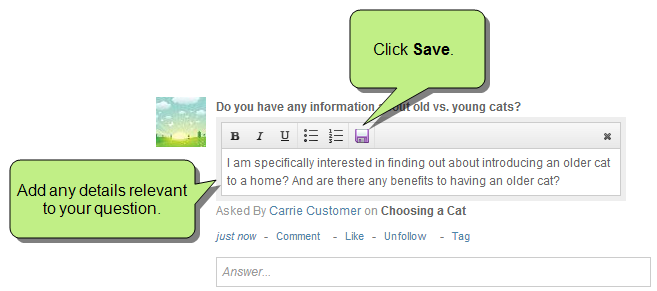 Click Save.
Do you have any information about old vs. young cats?
B I U
I am specifically interested in finding out about introducing an older cat
to a home? And are there any benefits to having an older cat?
Add any details relevant
to your question.
Asked By Carrie Customer on Choosing a Cat
just now - Comment - Like - Unfollow - Tag
Answer...